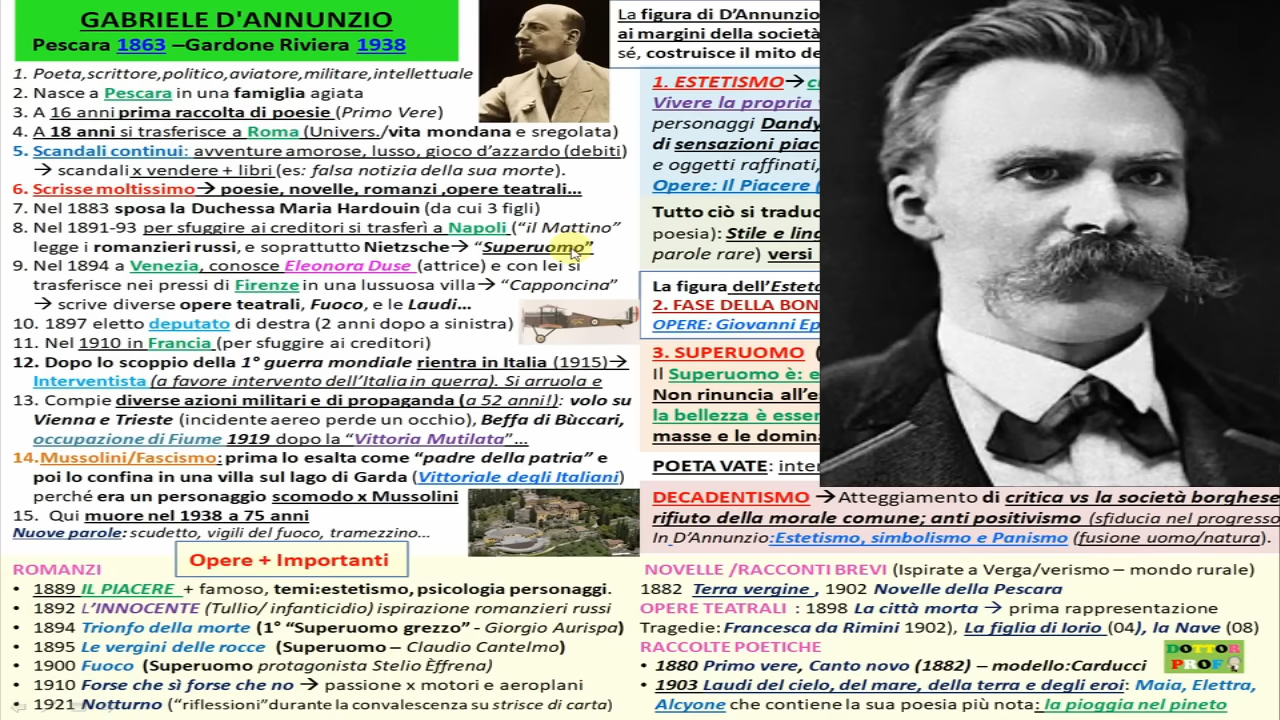 GABRIELE D'ANNUNZIO
Pescara 1863 –Gardone Riviera 1938
1. Poeta,scrittore,politico,aviatore,militare,intellettuale
2. Nasce a Pescara in una famiglia agiata
3. A 16 anni prima raccolta di poesie (Primo Vere)
4. A 18 anni si trasferisce a Roma (Univers./vita mondana e sregolata)
5. Scandali continui: avventure amorose, lusso, gioco d'azzardo (debiti)
→ scandali x vendere + libri (es: falsa notizia della sua morte).
6. Scrisse moltissimo→ poesie, novelle, romanzi ,opere teatrali…
7. Nel 1883 sposa la Duchessa Maria Hardouin (da cui 3 figli)
8. Nel 1891-93 per sfuggire ai creditori si trasferì a Napoli ("il Mattino"
legge i romanzieri russi, e soprattutto Nietzsche→ "Superuomo"
9. Nel 1894 a Venezia, conosce Eleonora Duse (attrice) e con lei si
trasferisce nei pressi di Firenze in una lussuosa villa→ "Capponcina"
→ scrive diverse opere teatrali, Fuoco, e le Laudi…
10. 1897 eletto deputato di destra (2 anni dopo a sinistra)
11. Nel 1910 in Francia (per sfuggire ai creditori)
12. Dopo lo scoppio della 1° guerra mondiale rientra in Italia (1915)→
Interventista (a favore intervento dell'Italia in guerra). Si arruola e
13. Compie diverse azioni militari e di propaganda (a 52 anni!): volo su
Vienna e Trieste (incidente aereo perde un occhio), Beffa di Bùccari,
occupazione di Fiume 1919 dopo la "Vittoria Mutilata"…
14.Mussolini/Fascismo: prima lo esalta come "padre della patria" e
poi lo confina in una villa sul lago di Garda (Vittoriale degli Italiani)
perché era un personaggio scomodo x Mussolini
15. Qui muore nel 1938 a 75 anni
Nuove parole: scudetto, vigili del fuoco, tramezzino…
La figura di D'Annunzio
ai margini della società
sé, costruisce il mito de
1. ESTETISMO→
Vivere la propria
personaggi Dandy
di sensazioni piac
e oggetti raffinati,
Opere: Il Piacere (
Tutto ciò si traduc
poesia): Stile e ling
parole rare) versi
La figura dell'Esteta
2. FASE DELLA BON
OPERE: Giovanni Ep
3. SUPERUOMO (
Il Superuomo è: e
Non rinuncia all'es
la bellezza è esser
masse e le domina
POETA VATE: inter
DECADENTISMO →Atteggiamento di critica vs la società borghese
rifiuto della morale comune; anti positivismo (sfiducia nel progresso
In D'Annunzio:Estetismo, simbolismo e Panismo (fusione uomo/natura).
Opere + Importanti
ROMANZI
• 1889 IL PIACERE + famoso, temi:estetismo, psicologia personaggi.
• 1892 L'INNOCENTE (Tullio/ infanticidio) ispirazione romanzieri russi
• 1894 Trionfo della morte (1° "Superuomo grezzo" - Giorgio Aurispa)
• 1895 Le vergini delle rocce (Superuomo – Claudio Cantelmo)
• 1900 Fuoco (Superuomo protagonista Stelio Èffrena)
• 1910 Forse che sì forse che no → passione x motori e aeroplani
• 1921 Notturno ("riflessioni"durante la convalescenza su strisce di carta)
NOVELLE /RACCONTI BREVI (Ispirate a Verga/verismo – mondo rurale)
1882 Terra vergine , 1902 Novelle della Pescara
OPERE TEATRALI : 1898 La città morta → prima rappresentazione
Tragedie: Francesca da Rimini 1902), La figlia di Iorio (04), la Nave (08)
RACCOLTE POETICHE
• 1880 Primo vere, Canto novo (1882) – modello:Carducci
• 1903 Laudi del cielo, del mare, della terra e degli eroi: Maia, Elettra,
Alcyone che contiene la sua poesia più nota: la pioggia nel pineto
DOTTOR
PROF